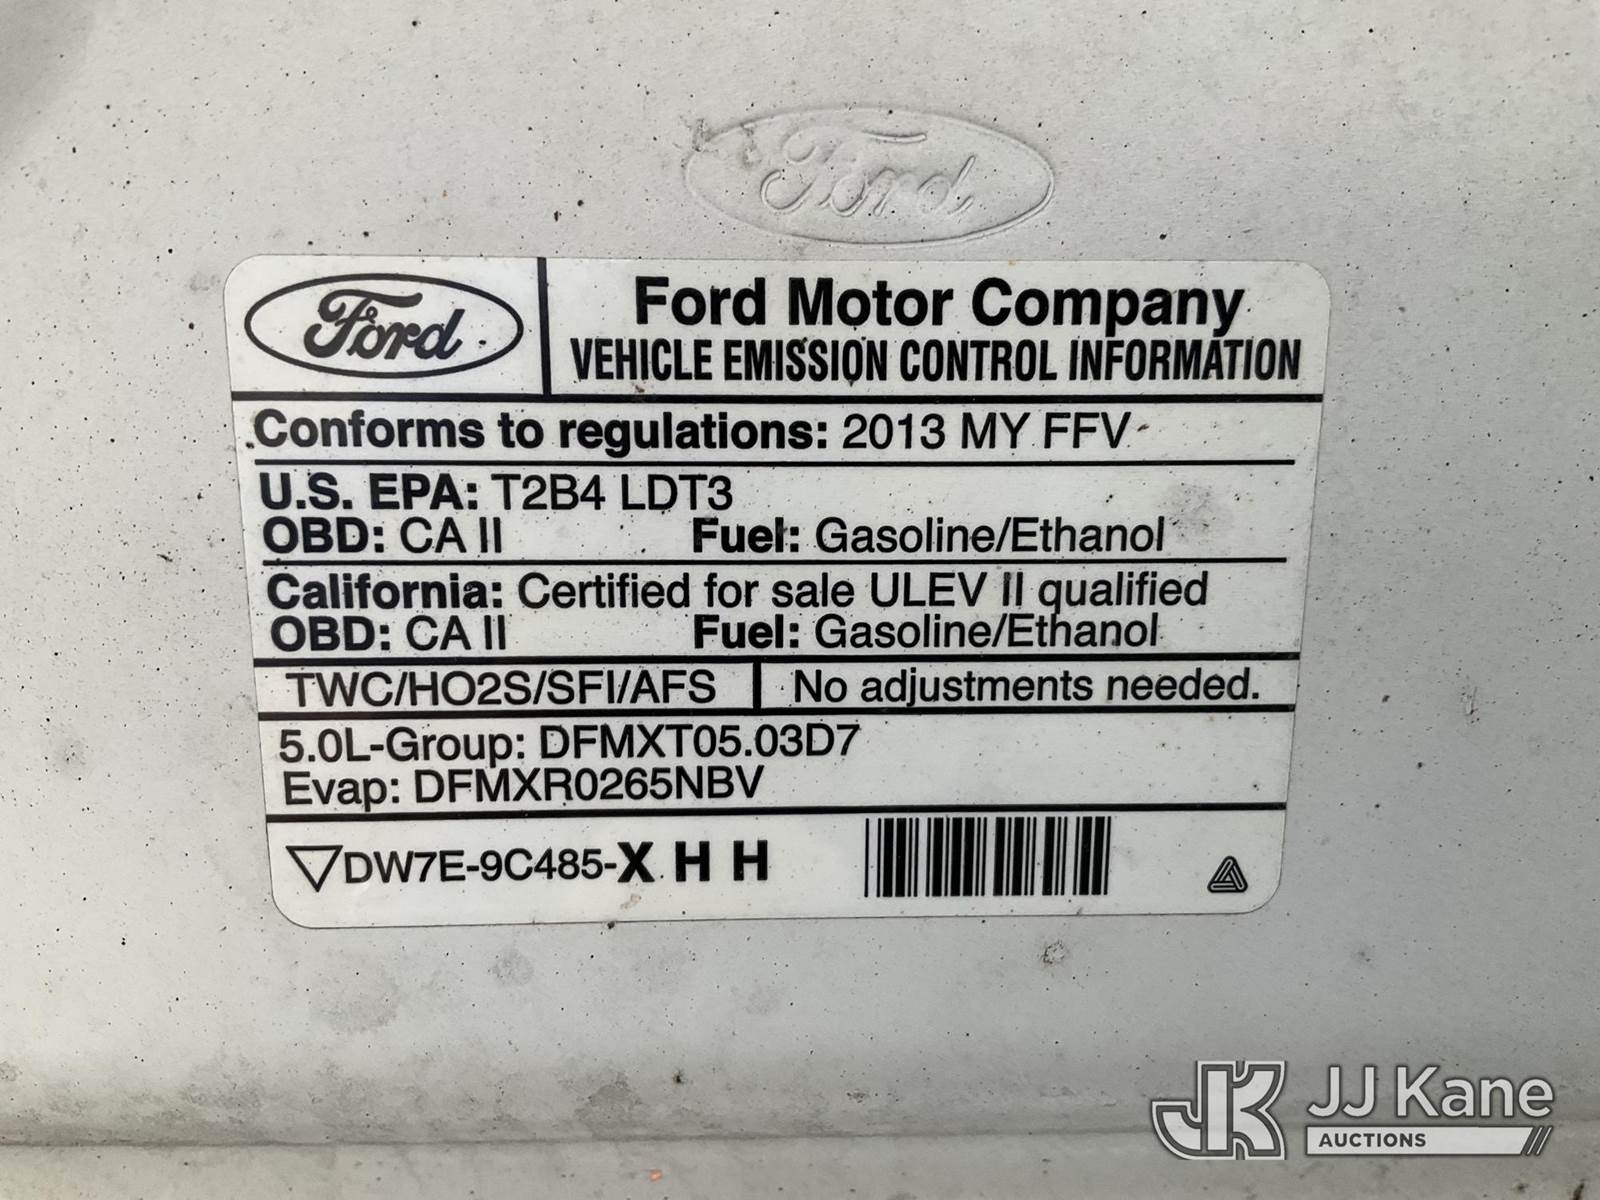 Ford
Ford
Ford Motor Company
VEHICLE EMISSION CONTROL INFORMATION
Conforms to regulations: 2013 MY FFV
U.S. EPA: T2B4 LDT3
OBD: CA II Fuel: Gasoline/Ethanol
California: Certified for sale ULEV II qualified
OBD: CA II Fuel: Gasoline/Ethanol
TWC/HO2S/SFI/AFS No adjustments needed.
5.0L-Group: DFMXT05.03D7
Evap: DFMXR0265NBV
DW7E-9C485-X H H
JK JJ Kane
AUCTIONS